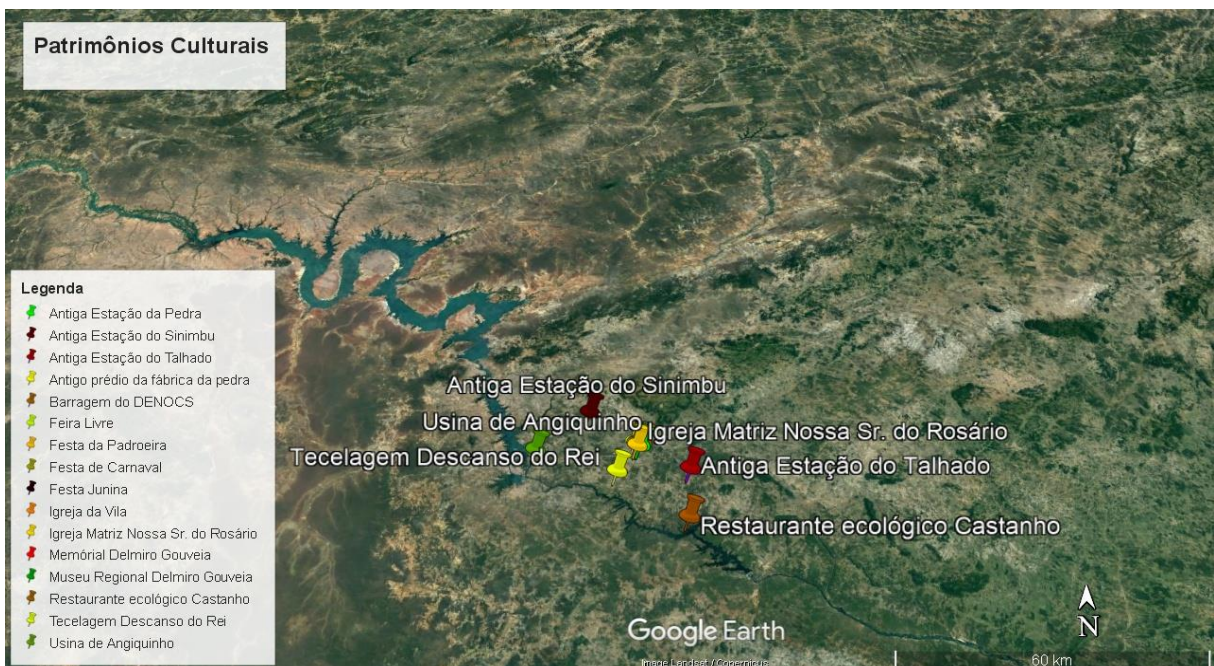 Patrimônios Culturais
Antiga Estação do Sinimbu
Usina de Angiquinho
Igreja Matriz Nossa Sr. do Rosário
Tecelagem Descanso do Rei
Antiga Estação do Talhado
Restaurante ecológico Castanho
Legenda
Antiga Estação da Pedra
Antiga Estação do Sinimbu
Antiga Estação do Talhado
Antigo prédio da fábrica da pedra
Barragem do DENOCS
Feira Livre
Festa da Padroeira
Festa de Carnaval
Festa Junina
Igreja da Vila
Igreja Matriz Nossa Sr. do Rosário
Memórial Delmiro Gouveia
Museu Regional Delmiro Gouveia
Restaurante ecológico Castanho
Tecelagem Descanso do Rei
Usina de Angiquinho
Google Earth
Image Landsat / Copernicus
N
60 km